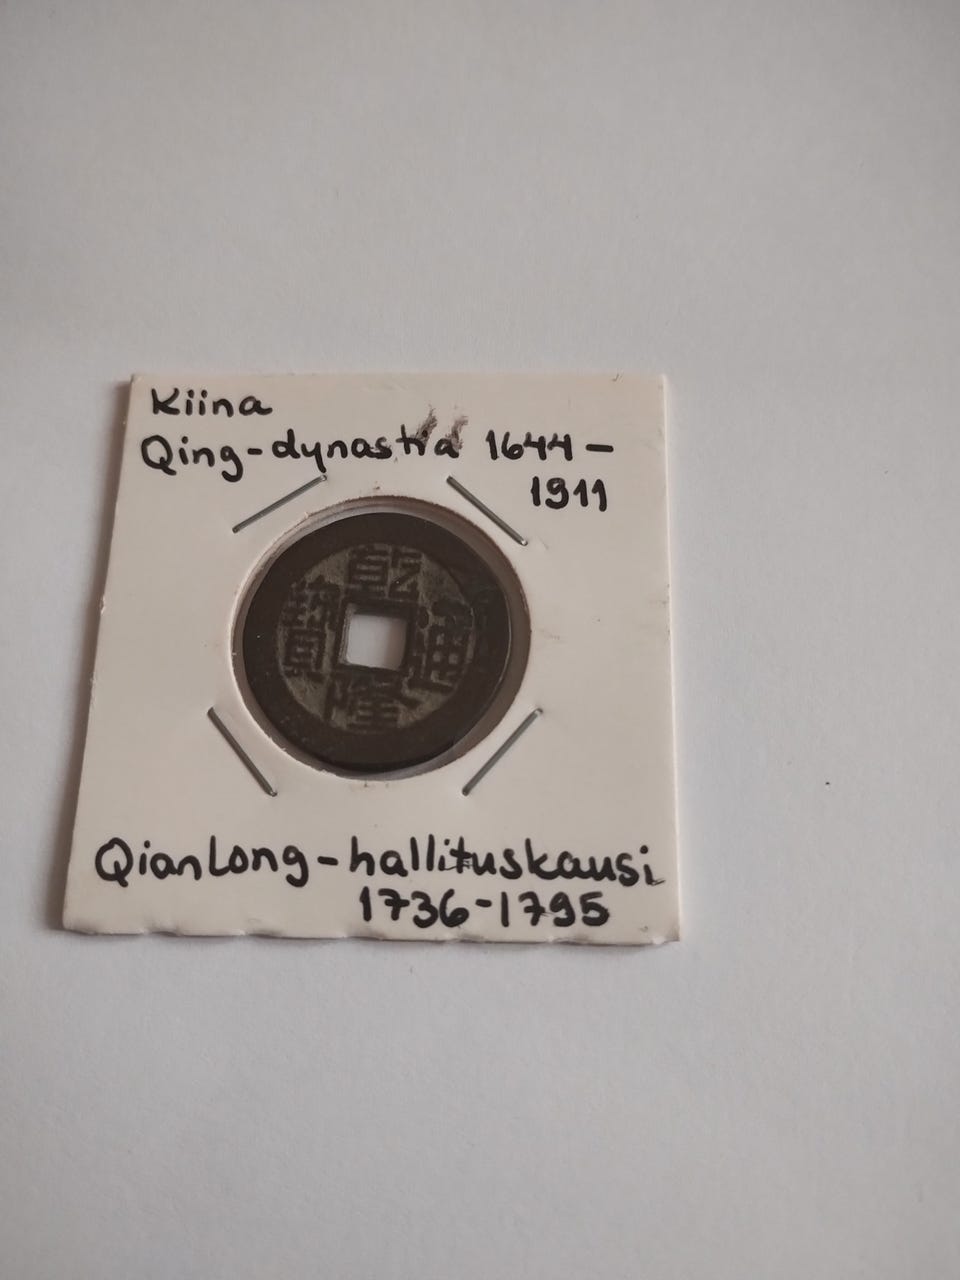 Kiina
Qing-dynastia 1644-
1911
乾隆通寶
QianLong-hallituskausi
1736-1795